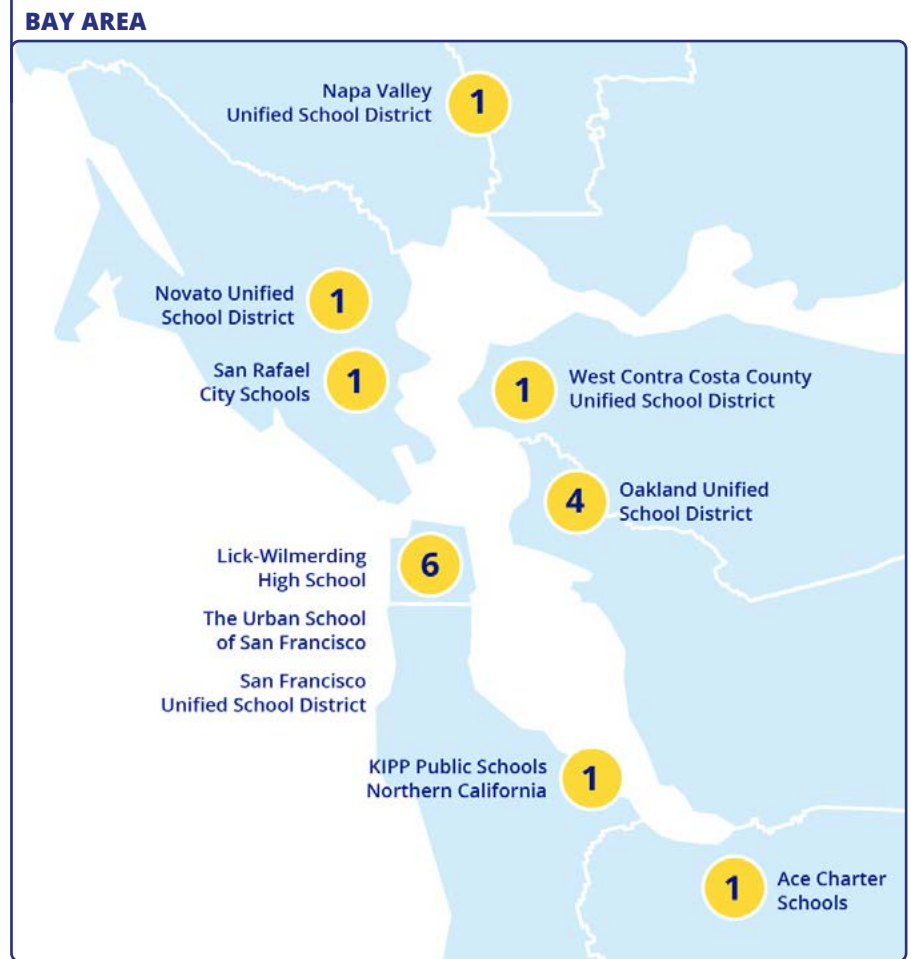 BAY AREA
Napa Valley
Unified School District
1
Novato Unified
School District
1
San Rafael
City Schools
1
1
West Contra Costa County
Unified School District
4
Oakland Unified
School District
Lick-Wilmerding
High School
6
The Urban School
of San Francisco
San Francisco
Unified School District
KIPP Public Schools
Northern California
1
1
Ace Charter
Schools